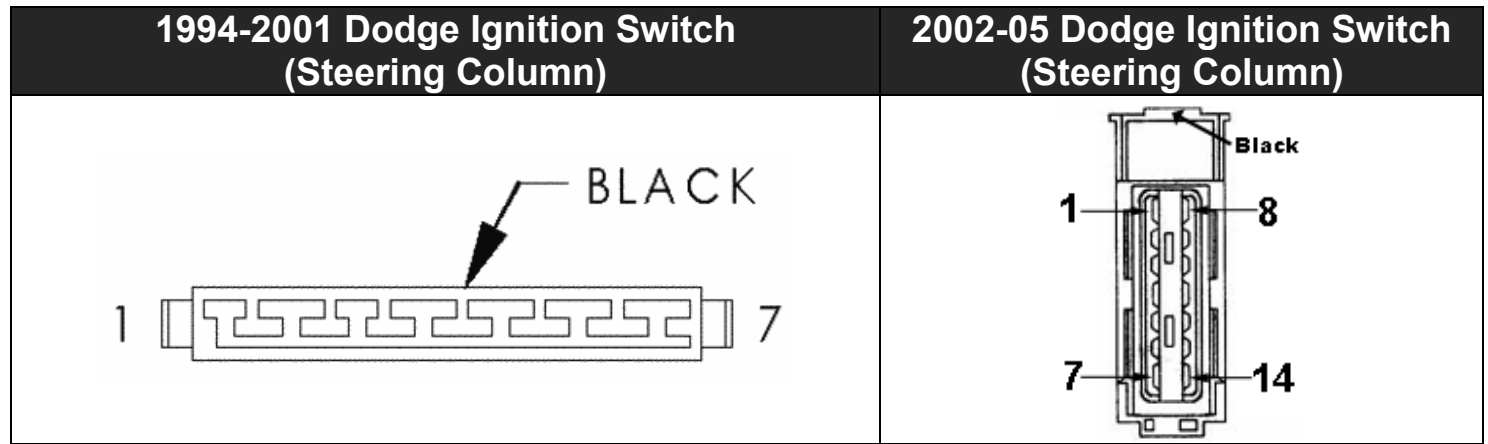 1994-2001 Dodge Ignition Switch
(Steering Column)
2002-05 Dodge Ignition Switch
(Steering Column)
BLACK
1
7
Black
1
8
7
14